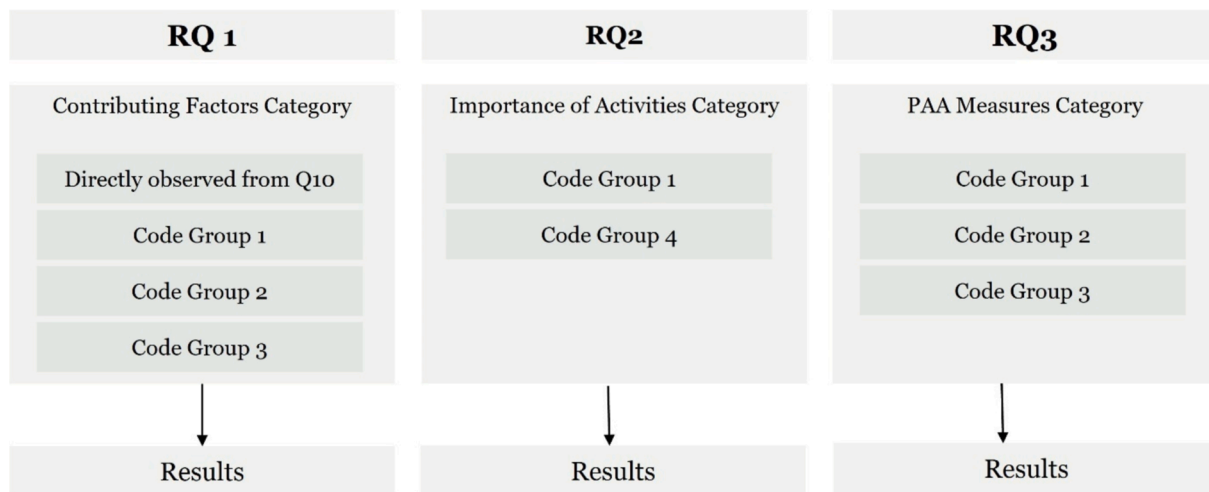 RQ 1
Contributing Factors Category
Directly observed from Q10
Code Group 1
Code Group 2
Code Group 3
Results
RQ2
Importance of Activities Category
Code Group 1
Code Group 4
Results
RQ3
PAA Measures Category
Code Group 1
Code Group 2
Code Group 3
Results